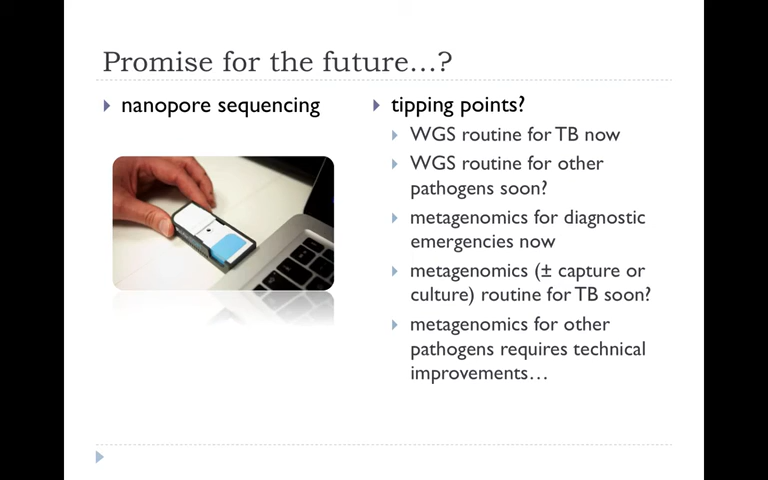 Promise for the future…?
nanopore sequencing
tipping points?
WGS routine for TB now
WGS routine for other
pathogens soon?
metagenomics for diagnostic
emergencies now
metagenomics (± capture or
culture) routine for TB soon?
metagenomics for other
pathogens requires technical
improvements…